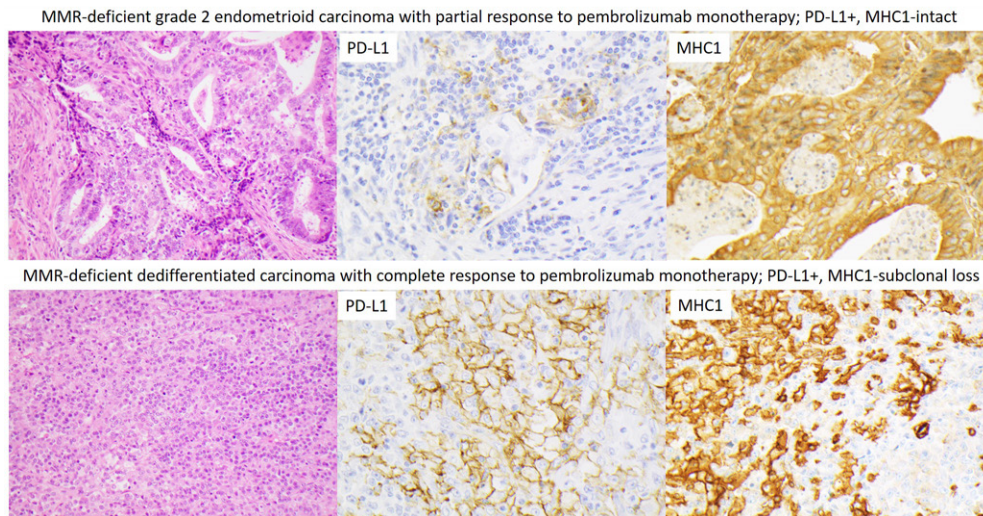 MMR-deficient grade 2 endometrioid carcinoma with partial response to pembrolizumab monotherapy; PD-L1+, MHC1-intact
PD-L1
MHC1
MMR-deficient dedifferentiated carcinoma with complete response to pembrolizumab monotherapy; PD-L1+, MHC1-subclonal loss
PD-L1
MHC1